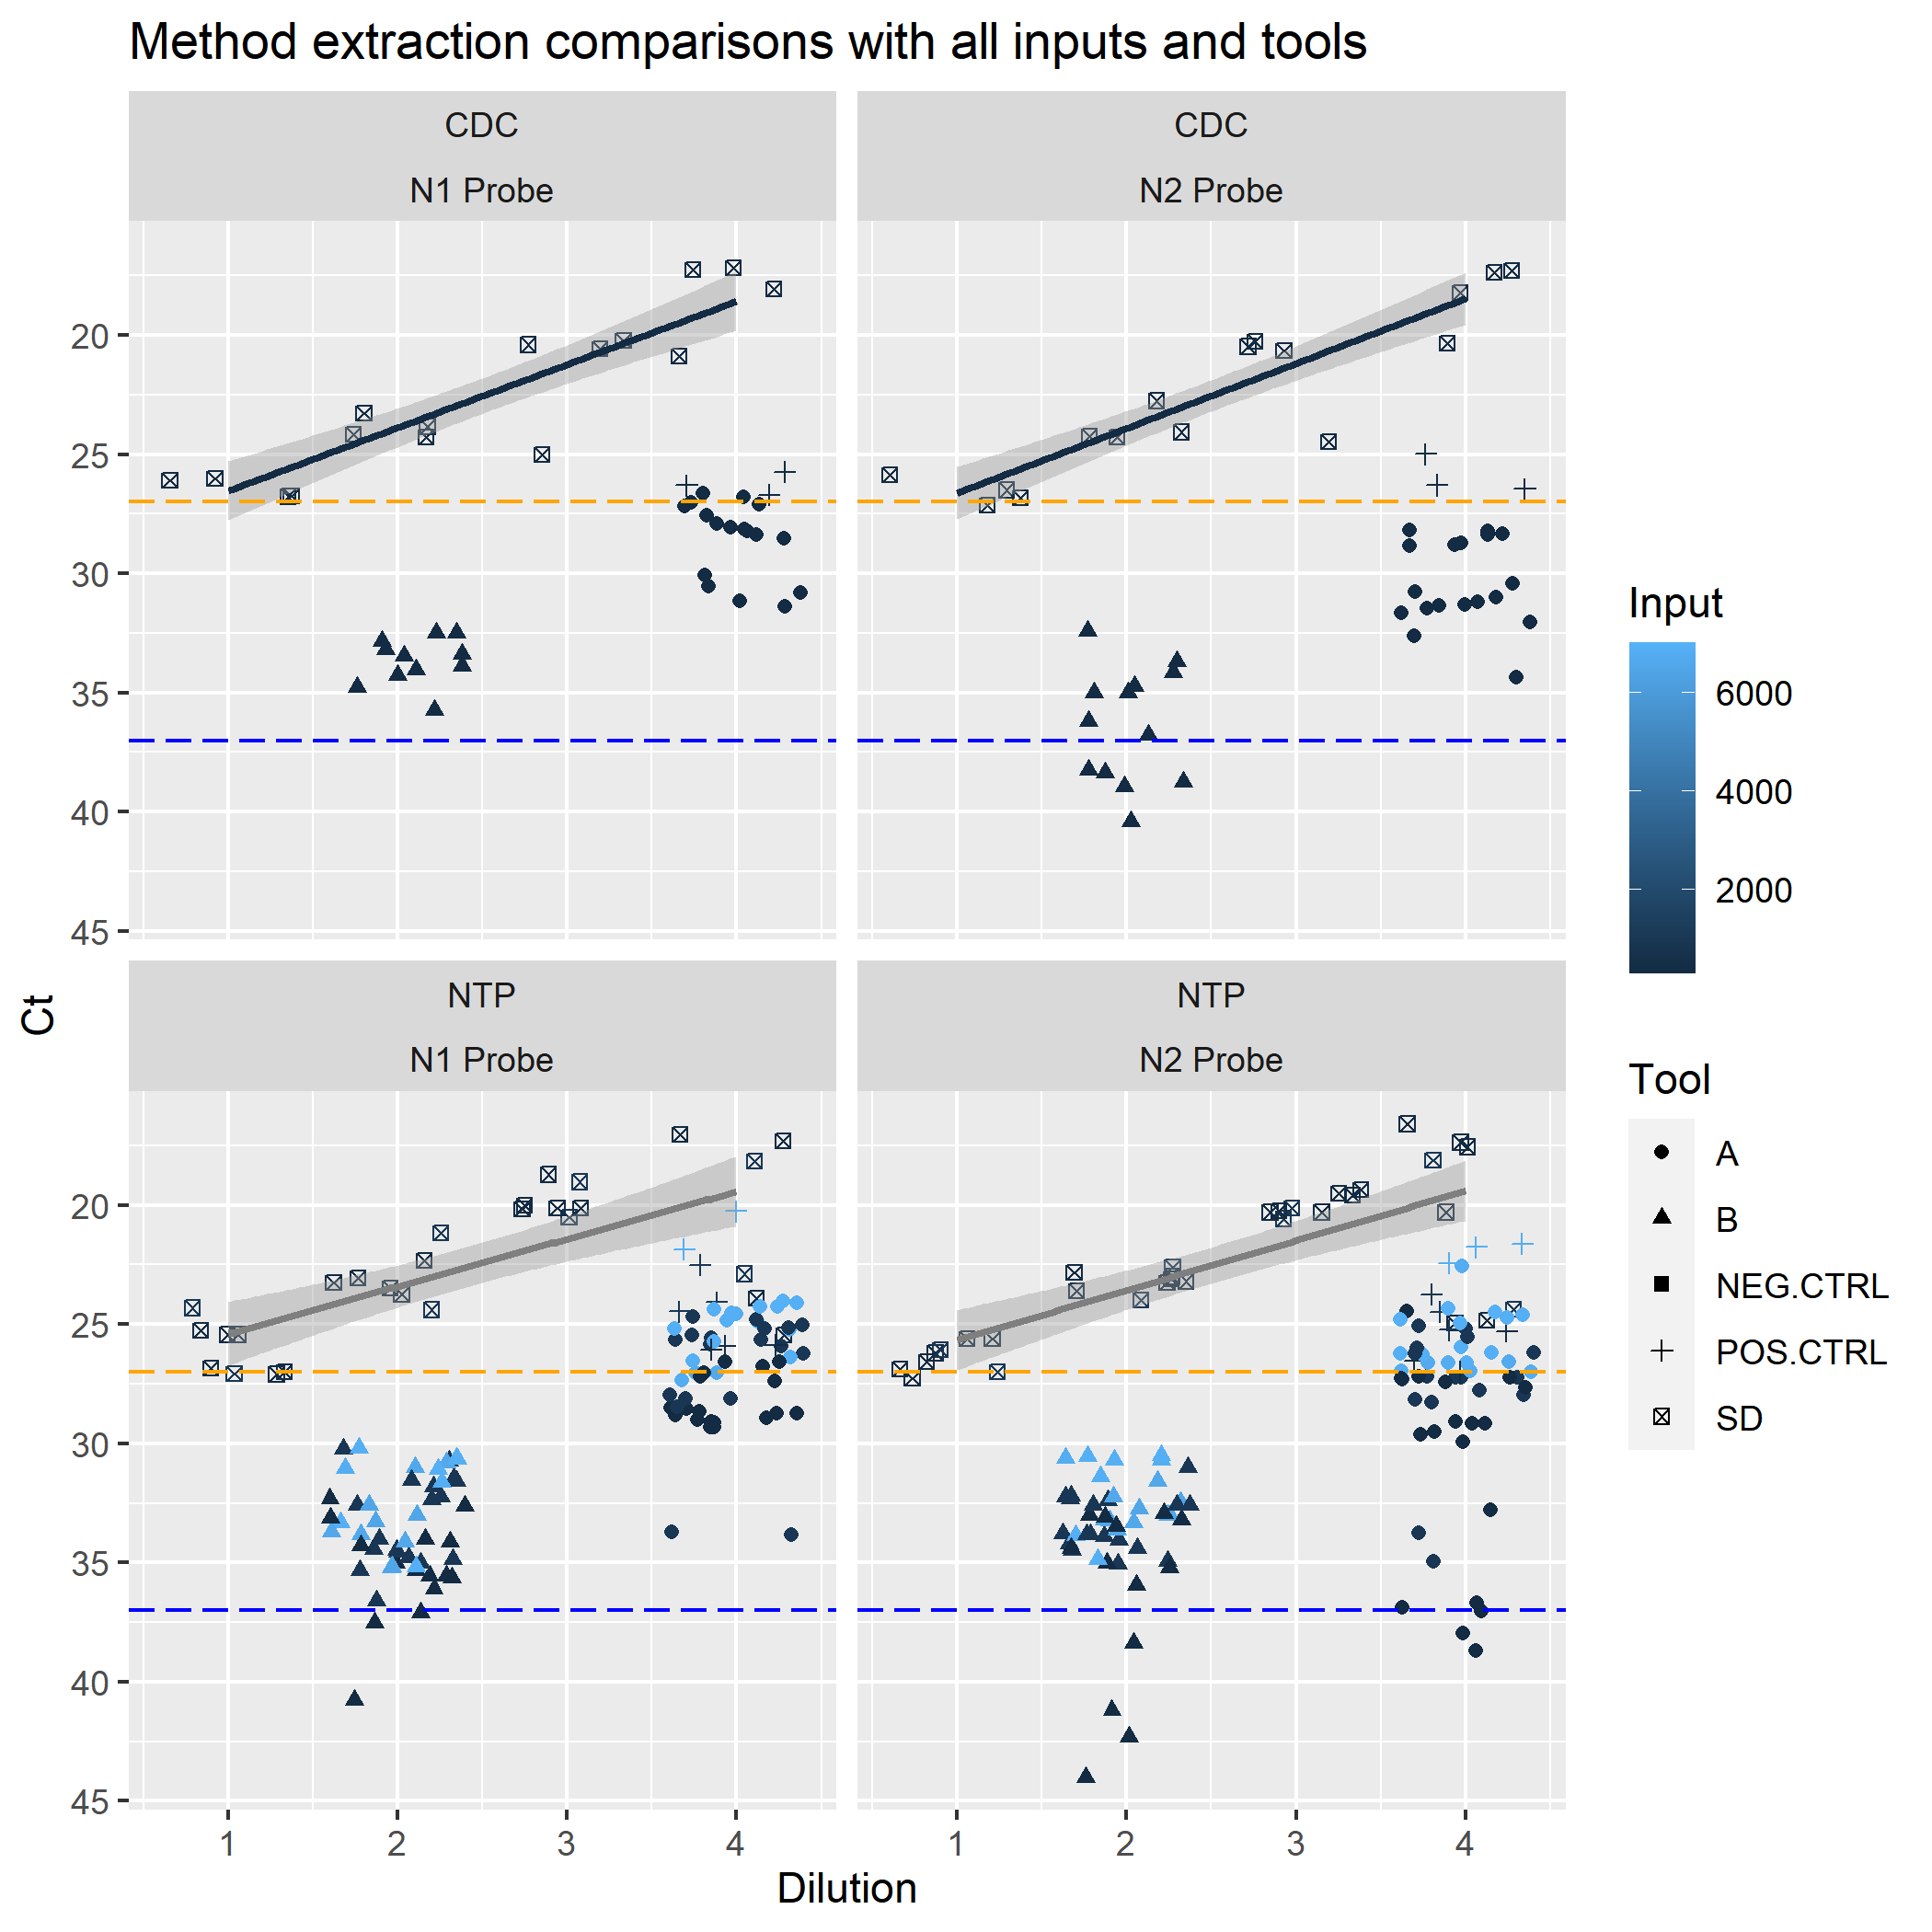 Method extraction comparisons with all inputs and tools
CDC
N1 Probe
CDC
N2 Probe
20
25
30
35
40
45
NTP
N1 Probe
NTP
N2 Probe
20
25
30
35
40
45
1
2
3
4
1
2
3
4
Ct
Dilution
Input
6000
4000
2000
Tool
A
B
NEG.CTRL
POS.CTRL
SD